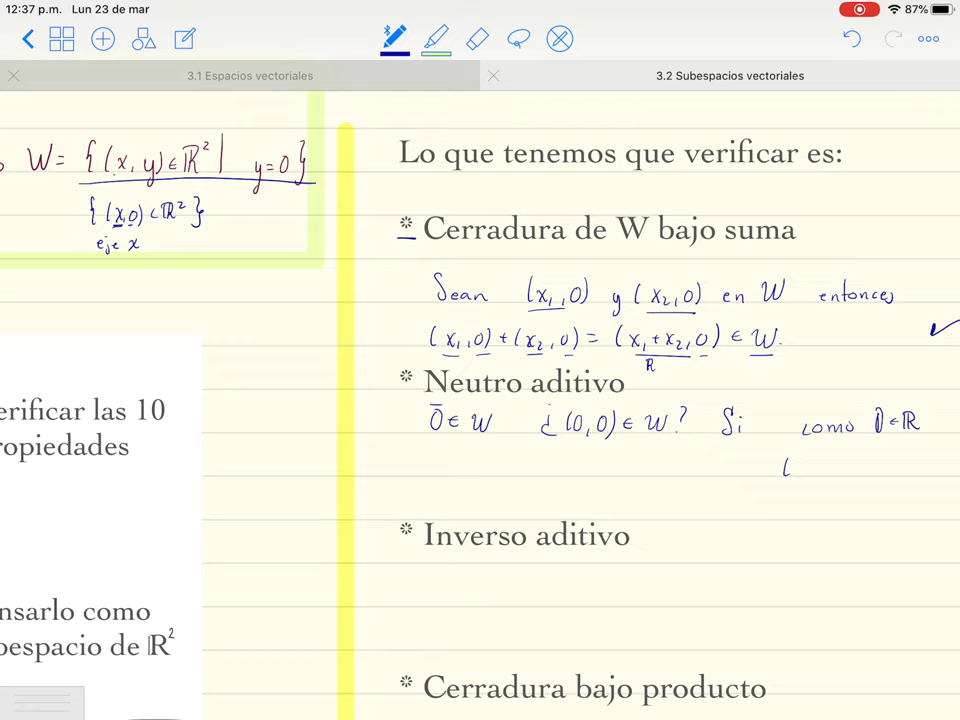 12:37 p.m. Lun 23 de mar
87%
3.1 Espacios vectoriales
3.2 Subespacios vectoriales
W = {(x, y) ∈ ℝ² | y = 0}
{(x, 0) ∈ ℝ²}
eje x
erificar las 10
ropiedades
nsarlo como
espacio de ℝ²
Lo que tenemos que verificar es:
* Cerradura de W bajo suma
Sean (x₁, 0) y (x₂, 0) en W entonces
(x₁, 0) + (x₂, 0) = (x₁ + x₂, 0) ∈ W. ✓
ℝ
* Neutro aditivo
0̄ ∈ W ¿(0, 0) ∈ W? Si como 0 ∈ ℝ
(
* Inverso aditivo
* Cerradura bajo producto